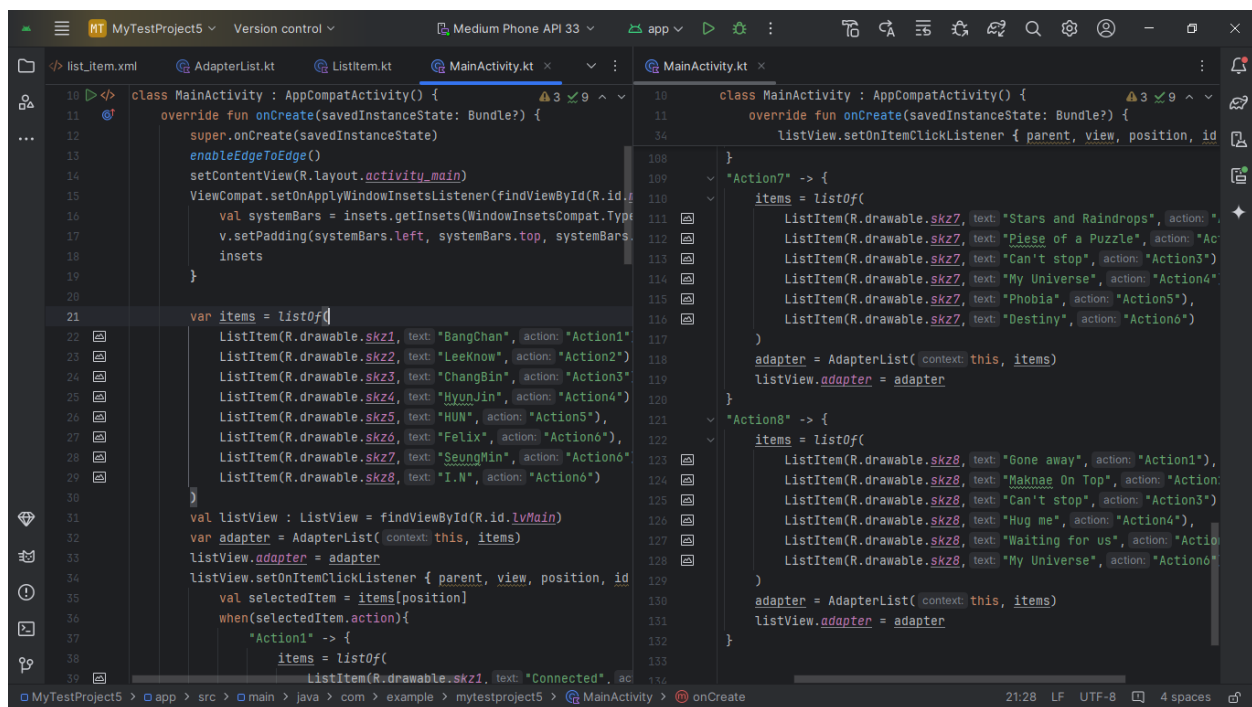 MT MyTestProject5 Version control Medium Phone API 33 app
list_item.xml AdapterList.kt ListItem.kt MainActivity.kt
10 class MainActivity : AppCompatActivity() { 3 9
11 override fun onCreate(savedInstanceState: Bundle?) {
12 super.onCreate(savedInstanceState)
13 enableEdgeToEdge()
14 setContentView(R.layout.activity_main)
15 ViewCompat.setOnApplyWindowInsetsListener(findViewById(R.id.
16 val systemBars = insets.getInsets(WindowInsetsCompat.Type
17 v.setPadding(systemBars.left, systemBars.top, systemBars.
18 insets
19 }
20
21 var items = listOf(
22 ListItem(R.drawable.skz1, text: "BangChan", action: "Action1"
23 ListItem(R.drawable.skz2, text: "LeeKnow", action: "Action2")
24 ListItem(R.drawable.skz3, text: "ChangBin", action: "Action3"
25 ListItem(R.drawable.skz4, text: "HyunJin", action: "Action4")
26 ListItem(R.drawable.skz5, text: "HUN", action: "Action5"),
27 ListItem(R.drawable.skz6, text: "Felix", action: "Action6"),
28 ListItem(R.drawable.skz7, text: "SeungMin", action: "Action6"
29 ListItem(R.drawable.skz8, text: "I.N", action: "Action6")
30 )
31 val listView : ListView = findViewById(R.id.lvMain)
32 var adapter = AdapterList( context: this, items)
33 listView.adapter = adapter
34 listView.setOnItemClickListener { parent, view, position, id
35 val selectedItem = items[position]
36 when(selectedItem.action){
37 "Action1" -> {
38 items = listOf(
39 ListItem(R.drawable.skz1, text: "Connected", ac
MainActivity.kt
10 class MainActivity : AppCompatActivity() { 3 9
11 override fun onCreate(savedInstanceState: Bundle?) {
34 listView.setOnItemClickListener { parent, view, position, id
108 }
109 "Action7" -> {
110 items = listOf(
111 ListItem(R.drawable.skz7, text: "Stars and Raindrops", action: "
112 ListItem(R.drawable.skz7, text: "Piese of a Puzzle", action: "Ac
113 ListItem(R.drawable.skz7, text: "Can't stop", action: "Action3")
114 ListItem(R.drawable.skz7, text: "My Universe", action: "Action4"
115 ListItem(R.drawable.skz7, text: "Phobia", action: "Action5"),
116 ListItem(R.drawable.skz7, text: "Destiny", action: "Action6")
117 )
118 adapter = AdapterList( context: this, items)
119 listView.adapter = adapter
120 }
121 "Action8" -> {
122 items = listOf(
123 ListItem(R.drawable.skz8, text: "Gone away", action: "Action1"),
124 ListItem(R.drawable.skz8, text: "Maknae On Top", action: "Action
125 ListItem(R.drawable.skz8, text: "Can't stop", action: "Action3")
126 ListItem(R.drawable.skz8, text: "Hug me", action: "Action4"),
127 ListItem(R.drawable.skz8, text: "Waiting for us", action: "Actio
128 ListItem(R.drawable.skz8, text: "My Universe", action: "Action6"
129 )
130 adapter = AdapterList( context: this, items)
131 listView.adapter = adapter
132 }
133
134
MyTestProject5 > app > src > main > java > com > example > mytestproject5 > MainActivity > onCreate 21:28 LF UTF-8 4 spaces